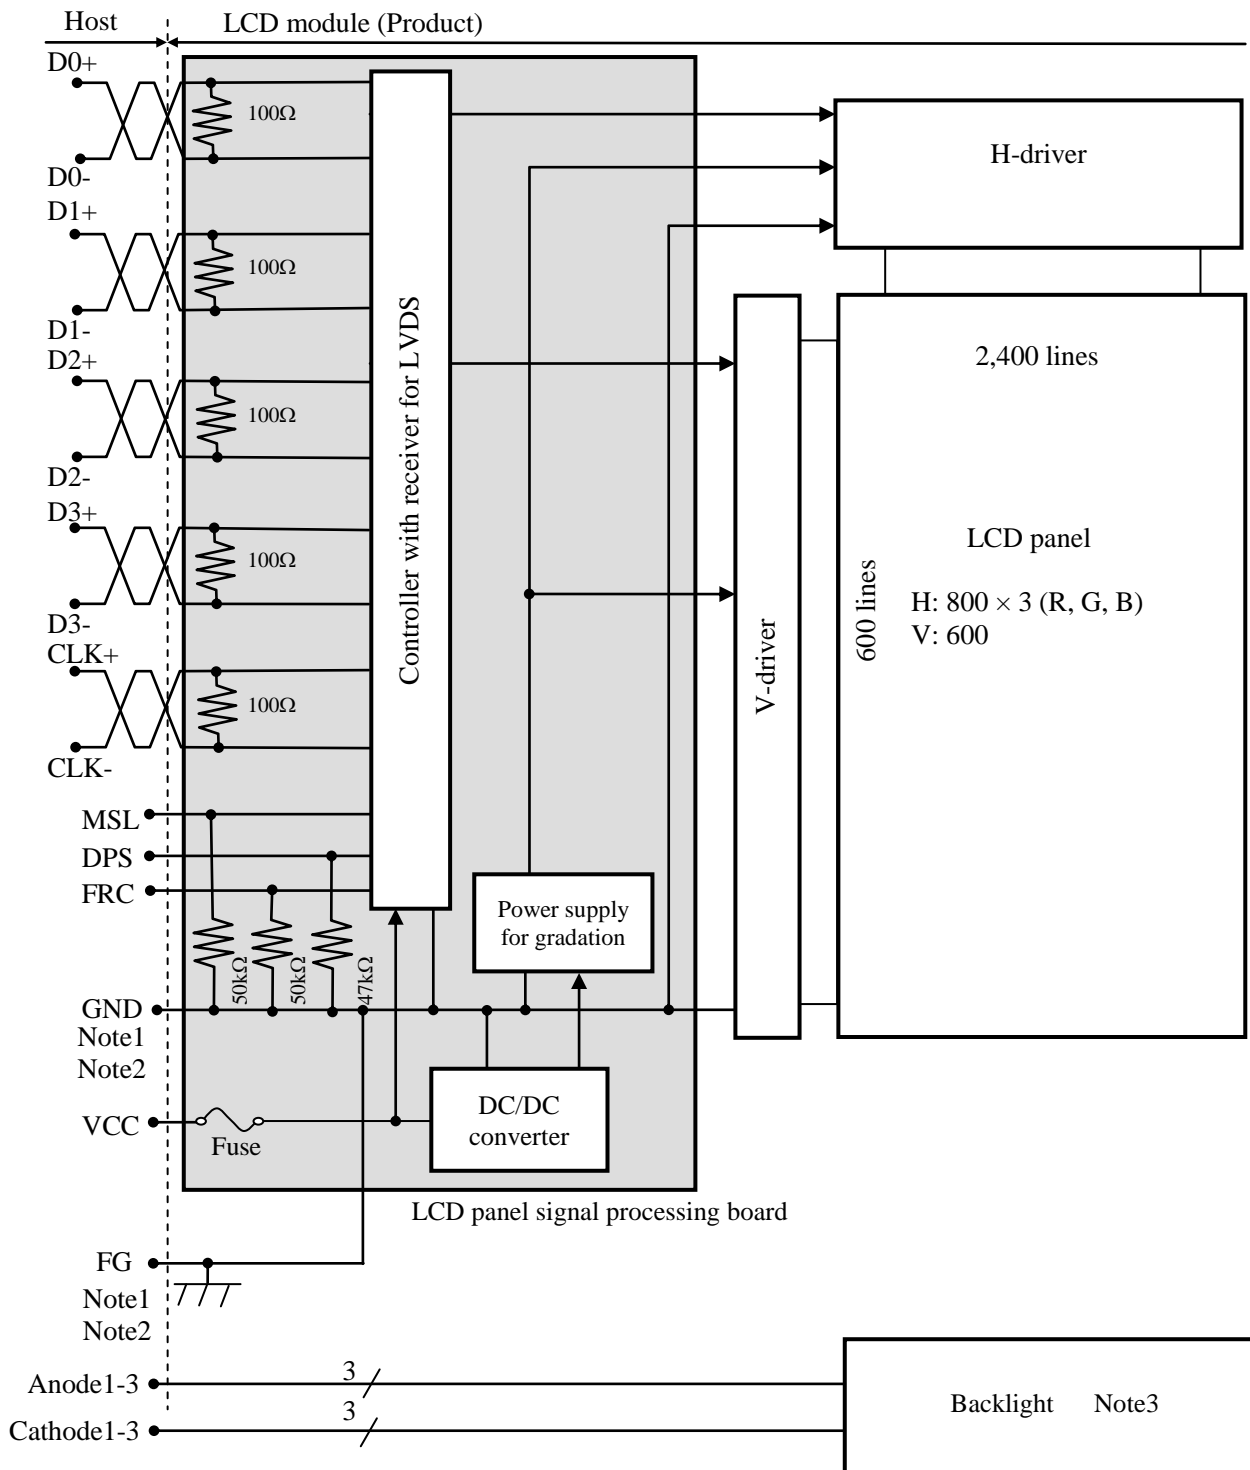 Host
LCD module (Product)
D0+
100Ω
D0-
D1+
100Ω
D1-
D2+
100Ω
D2-
D3+
100Ω
D3-
CLK+
100Ω
CLK-
MSL
DPS
FRC
50kΩ
50kΩ
47kΩ
GND
Note1
Note2
VCC
Fuse
Controller with receiver for LVDS
Power supply
for gradation
DC/DC
converter
LCD panel signal processing board
H-driver
V-driver
2,400 lines
600 lines
LCD panel
H: 800 × 3 (R, G, B)
V: 600
FG
Note1
Note2
Anode1-3
3
Cathode1-3
3
Backlight Note3